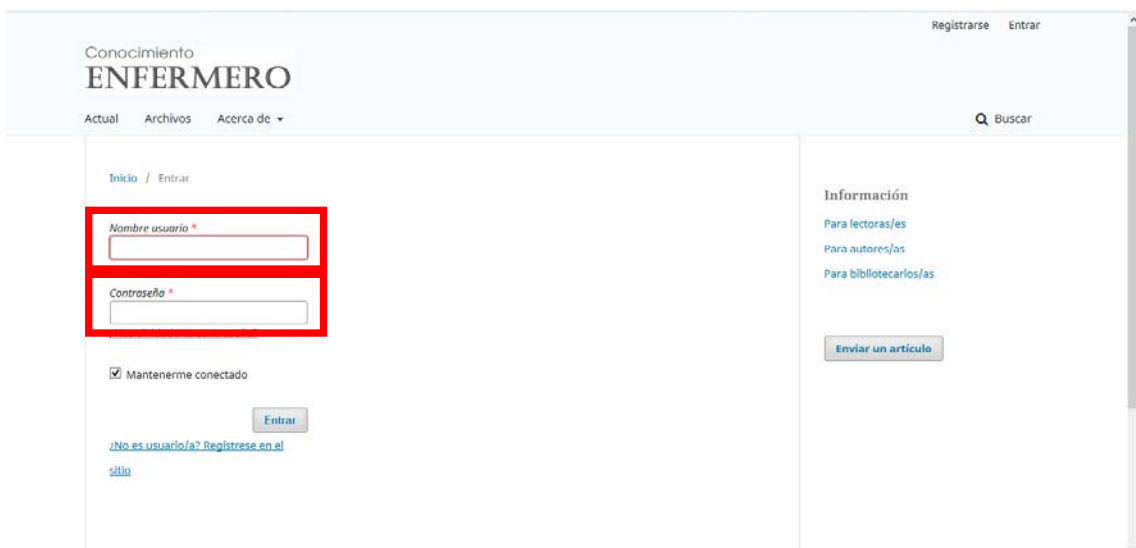 Registrarse Entrar
Conocimiento
ENFERMERO
Actual Archivos Acerca de
Buscar
Inicio / Entrar
Nombre usuario *
Contraseña *
Mantenerme conectado
Entrar
¿No es usuario/a? Regístrese en el
sitio
Información
Para lectoras/es
Para autores/as
Para bibliotecarios/as
Enviar un artículo